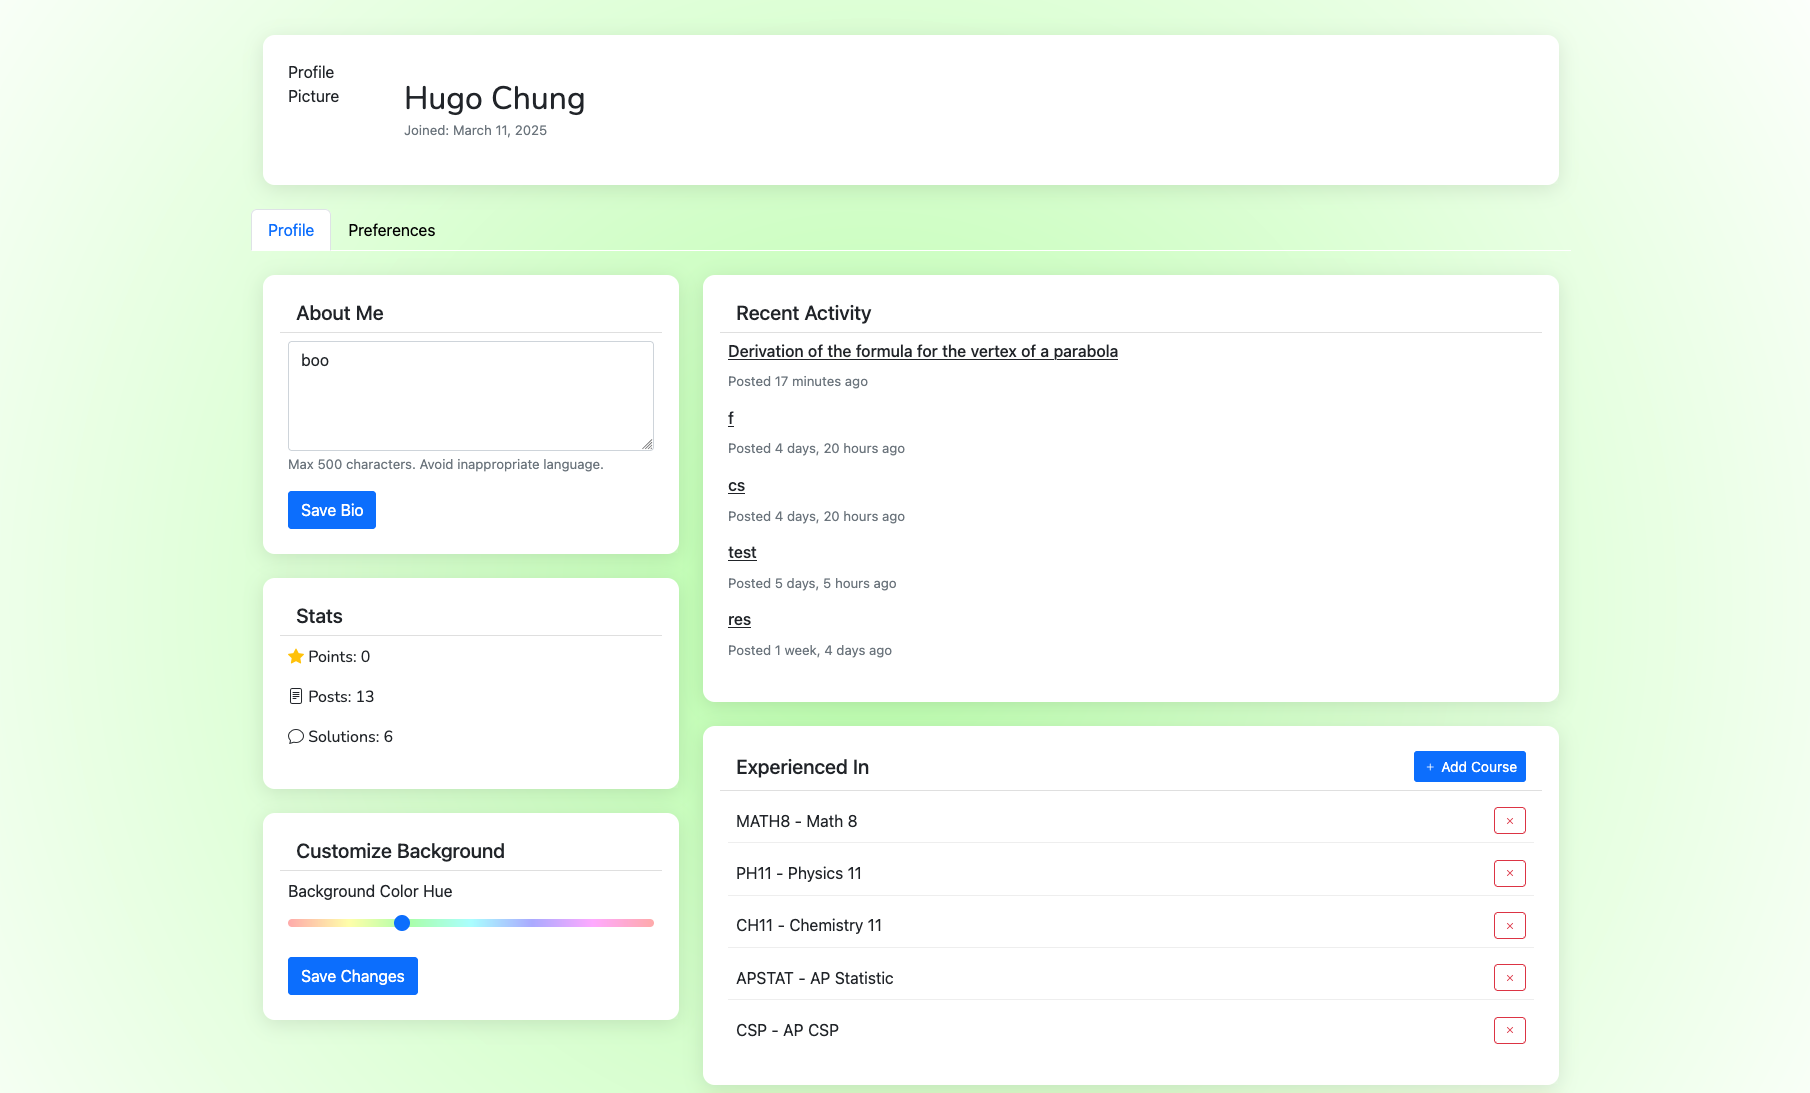 Profile
Picture
Hugo Chung
Joined: March 11, 2025
Profile
Preferences
About Me
boo
Max 500 characters. Avoid inappropriate language.
Save Bio
Stats
Points: 0
Posts: 13
Solutions: 6
Customize Background
Background Color Hue
Save Changes
Recent Activity
Derivation of the formula for the vertex of a parabola
Posted 17 minutes ago
f
Posted 4 days, 20 hours ago
cs
Posted 4 days, 20 hours ago
test
Posted 5 days, 5 hours ago
res
Posted 1 week, 4 days ago
Experienced In
+ Add Course
MATH8 - Math 8
PH11 - Physics 11
CH11 - Chemistry 11
APSTAT - AP Statistic
CSP - AP CSP